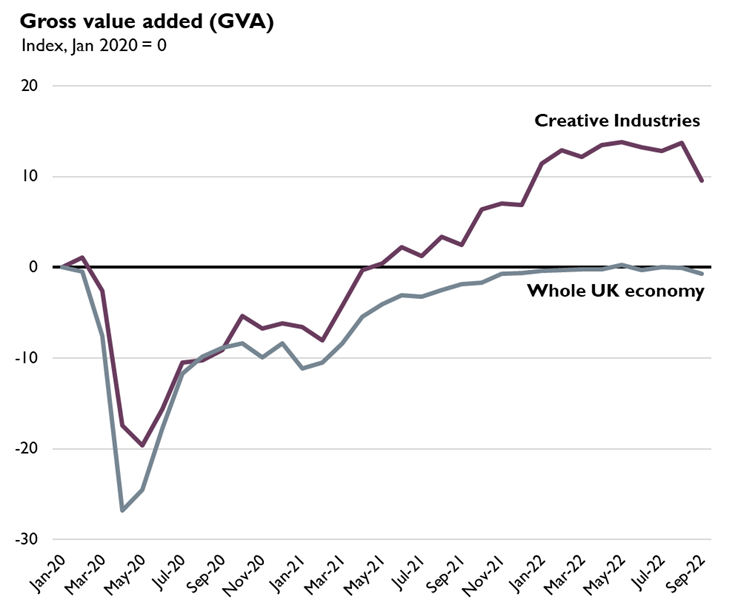 Gross value added (GVA)
Index, Jan 2020 = 0
20
Creative Industries
10
0
Whole UK economy
-10
-20
-30
Jan-20
Mar-20
May-20
Jul-20
Sep-20
Nov-20
Jan-21
Mar-21
May-21
Jul-21
Sep-21
Nov-21
Jan-22
Mar-22
May-22
Jul-22
Sep-22